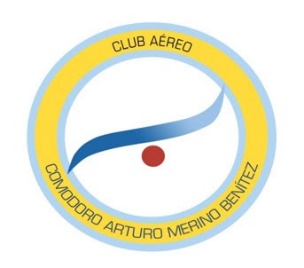 CLUB AÉREO
COMODORO ARTURO MERINO BENÍTEZ